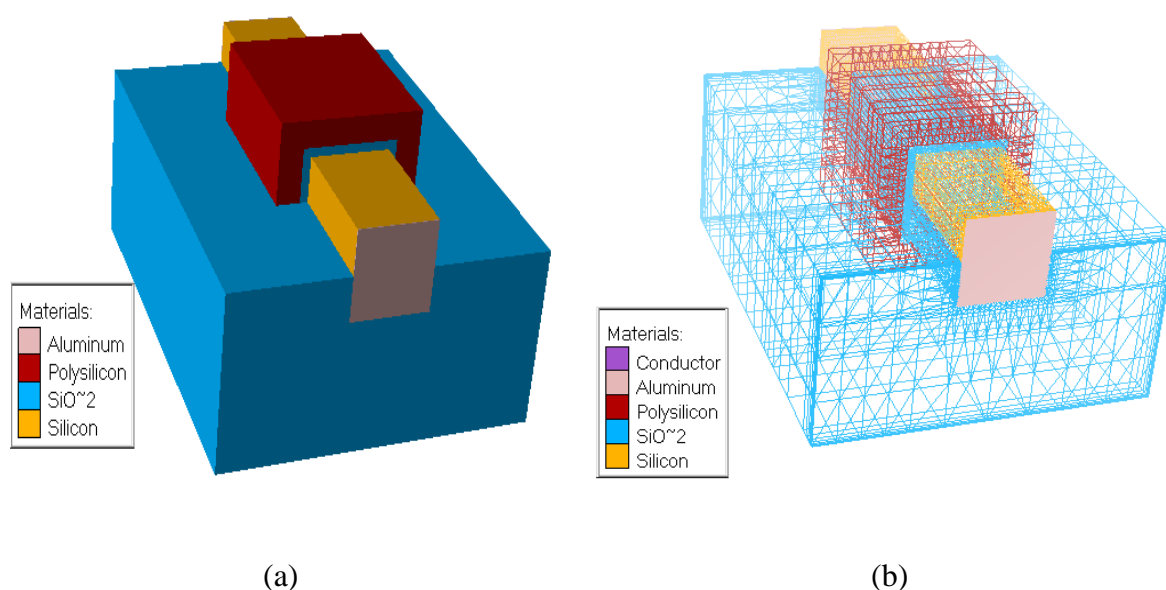 Materials:
Aluminum
Polysilicon
SiO~2
Silicon
Materials:
Conductor
Aluminum
Polysilicon
SiO~2
Silicon
(a)
(b)